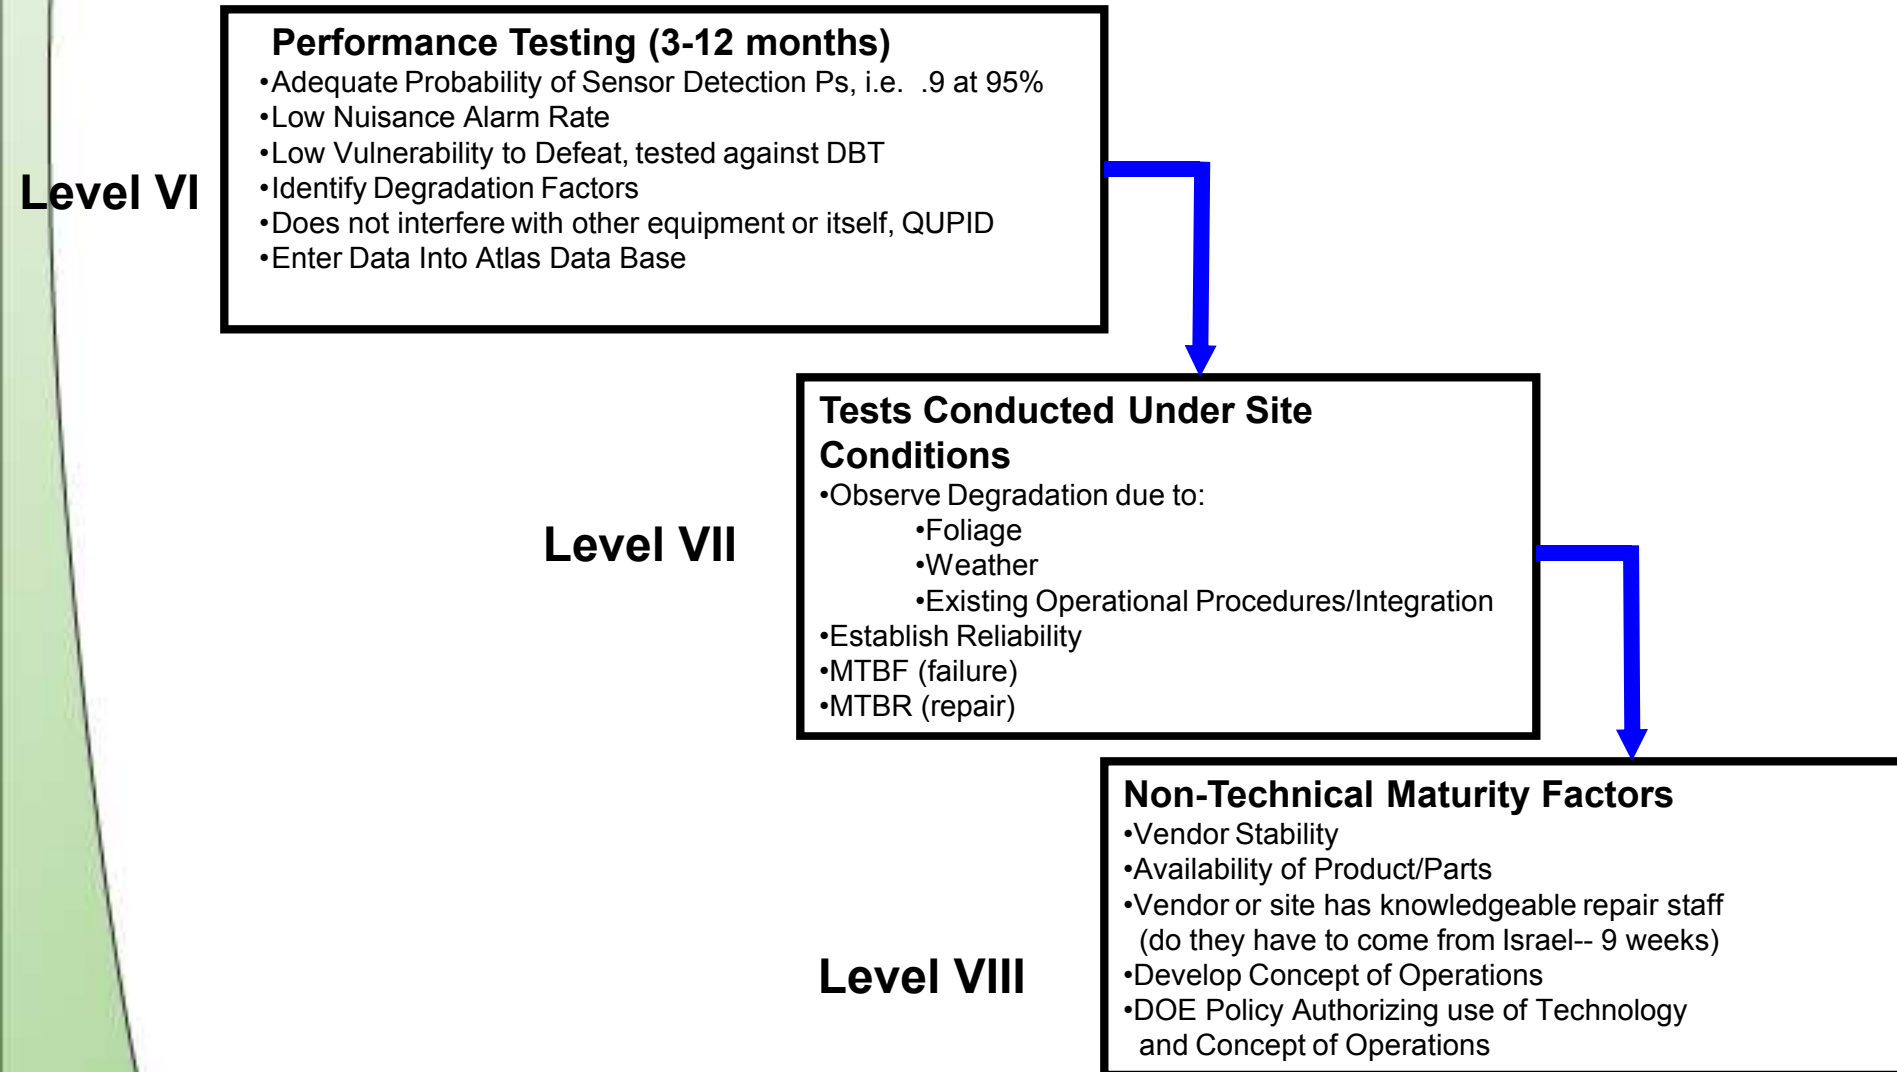 Performance Testing (3-12 months)
•Adequate Probability of Sensor Detection Ps, i.e. .9 at 95%
•Low Nuisance Alarm Rate
•Low Vulnerability to Defeat, tested against DBT
•Identify Degradation Factors
•Does not interfere with other equipment or itself, QUPID
•Enter Data Into Atlas Data Base
Level VI
Tests Conducted Under Site
Conditions
•Observe Degradation due to:
•Foliage
•Weather
•Existing Operational Procedures/Integration
•Establish Reliability
•MTBF (failure)
•MTBR (repair)
Level VII
Non-Technical Maturity Factors
•Vendor Stability
•Availability of Product/Parts
•Vendor or site has knowledgeable repair staff
(do they have to come from Israel-- 9 weeks)
•Develop Concept of Operations
•DOE Policy Authorizing use of Technology
and Concept of Operations
Level VIII